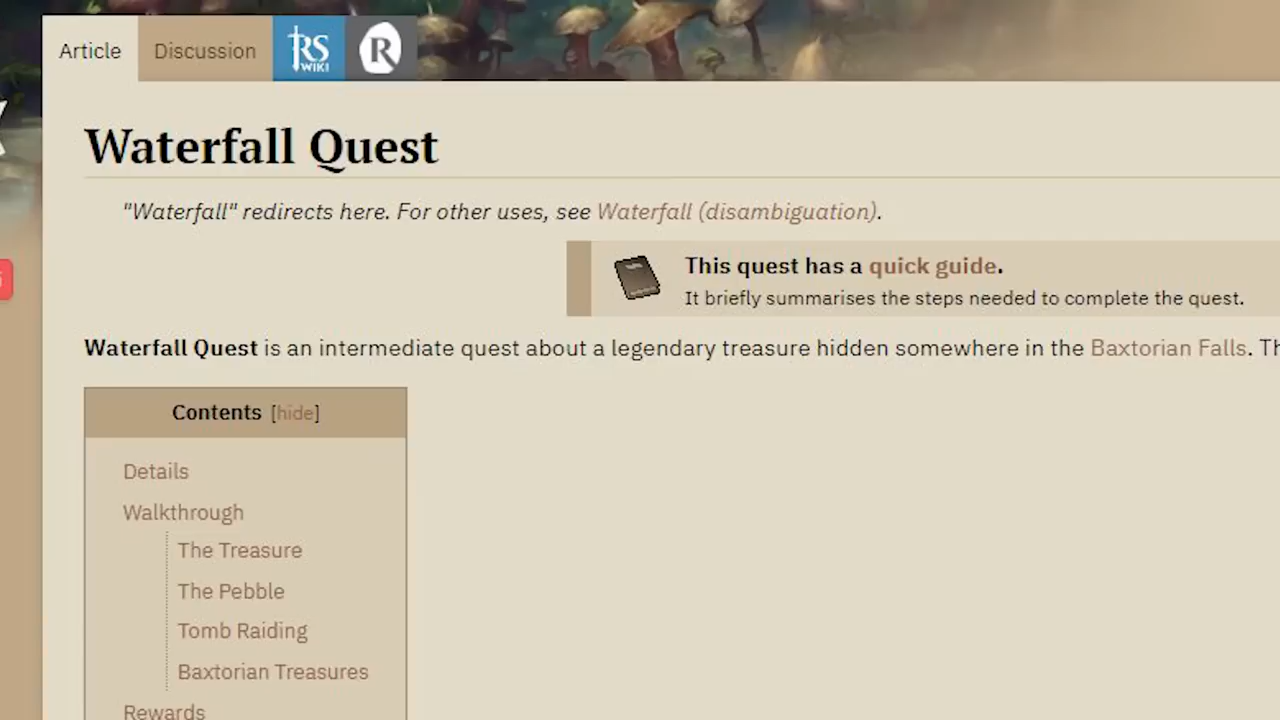 Article Discussion RS WIKI R
Waterfall Quest
"Waterfall" redirects here. For other uses, see Waterfall (disambiguation).
This quest has a quick guide.
It briefly summarises the steps needed to complete the quest.
Waterfall Quest is an intermediate quest about a legendary treasure hidden somewhere in the Baxtorian Falls. Th
Contents [hide]
Details
Walkthrough
The Treasure
The Pebble
Tomb Raiding
Baxtorian Treasures
Rewards